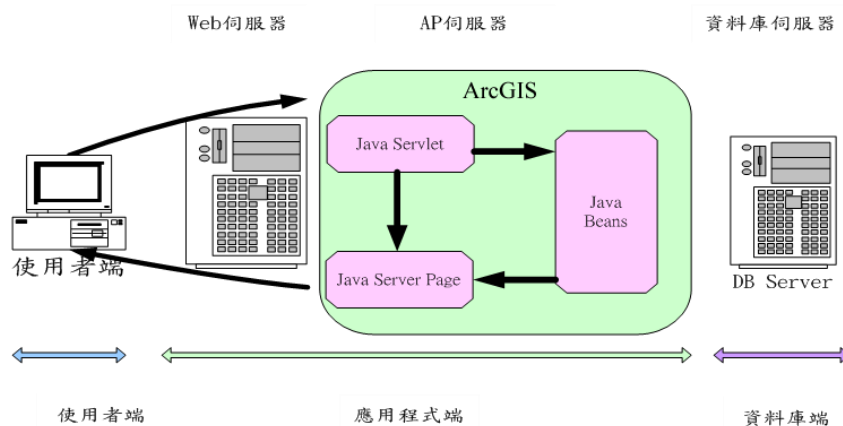 Web伺服器
AP伺服器
資料庫伺服器
ArcGIS
Java Servlet
Java
Beans
Java Server Page
使用者端
DB Server
使用者端
應用程式端
資料庫端